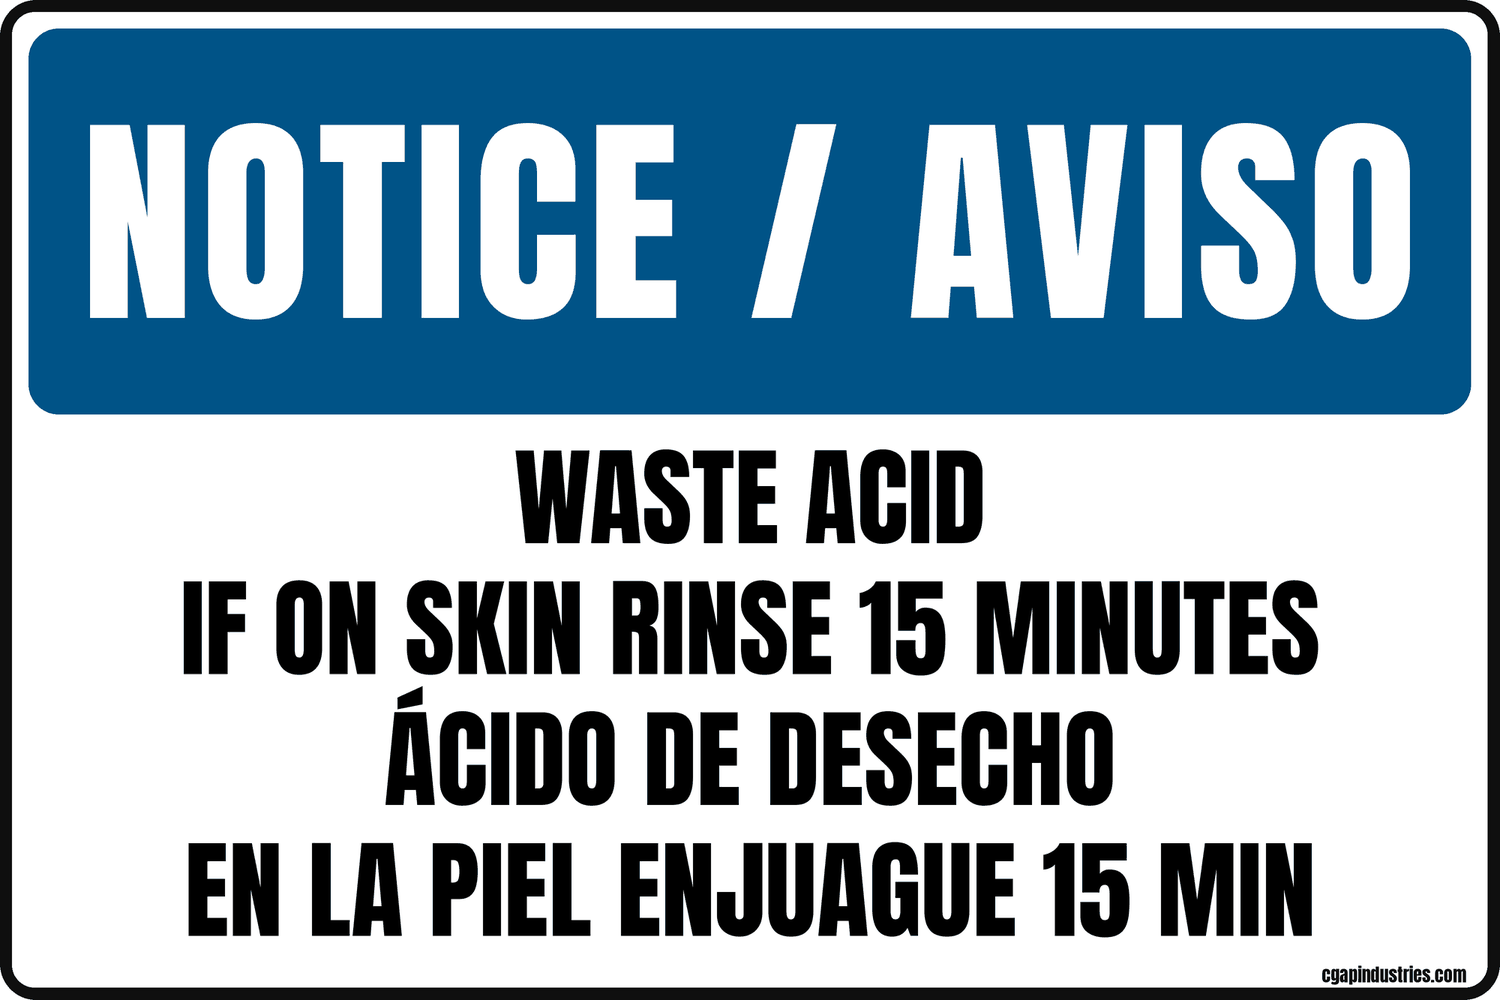 NOTICE / AVISO
WASTE ACID
IF ON SKIN RINSE 15 MINUTES
ÁCIDO DE DESECHO
EN LA PIEL ENJUAGUE 15 MIN
cgapindustries.com